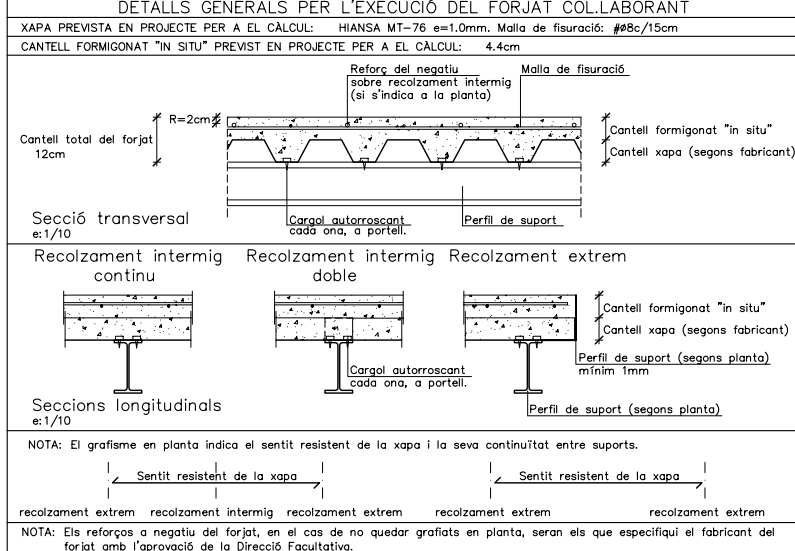 DETALLS GENERALS PER L'EXECUCIÓ DEL FORJAT COL.LABORANT
XAPA PREVISTA EN PROJECTE PER A EL CÀLCUL: HIANSA MT-76 e=1.0mm. Malla de fisuració: #ø8c/15cm
CANTELL FORMIGONAT "IN SITU" PREVIST EN PROJECTE PER A EL CÀLCUL: 4.4cm
Reforç del negatiu
sobre recolzament intermig
(si s'indica a la planta)
Malla de fisuració
R=2cm
Cantell total del forjat
12cm
Cantell formigonat "in situ"
Cantell xapa (segons fabricant)
Secció transversal
e:1/10
Cargol autorroscant
cada ona, a portell.
Perfil de suport
Recolzament intermig
continu
Recolzament intermig
doble
Recolzament extrem
Cantell formigonat "in situ"
Cantell xapa (segons fabricant)
Cargol autorroscant
cada ona, a portell.
Perfil de suport (segons planta)
mínim 1mm
Seccions longitudinals
e:1/10
Perfil de suport (segons planta)
NOTA: El grafisme en planta indica el sentit resistent de la xapa i la seva continuïtat entre suports.
Sentit resistent de la xapa
Sentit resistent de la xapa
recolzament extrem recolzament intermig recolzament extrem recolzament extrem recolzament extrem
NOTA: Els reforços a negatiu del forjat, en el cas de no quedar grafiats en planta, seran els que especifiqui el fabricant del
forjat amb l'aprovació de la Direcció Facultativa.